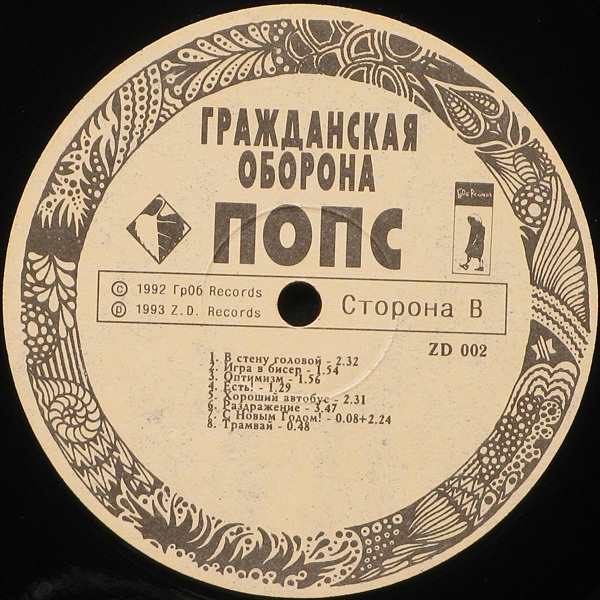 ГРАЖДАНСКАЯ
ОБОРОНА
ПОПС
ГрОб Рекордс
© 1992 ГрОб Records
℗ 1993 Z.D. Records
Сторона В
ZD 002
1. В стену головой - 2.32
2. Игра в бисер - 1.54
3. Оптимизм - 1.56
4. Есть! - 1.29
5. Хороший автобус - 2.31
6. Раздражение - 3.47
7. С Новым Годом! - 0.08+2.24
8. Трамвай - 0.48